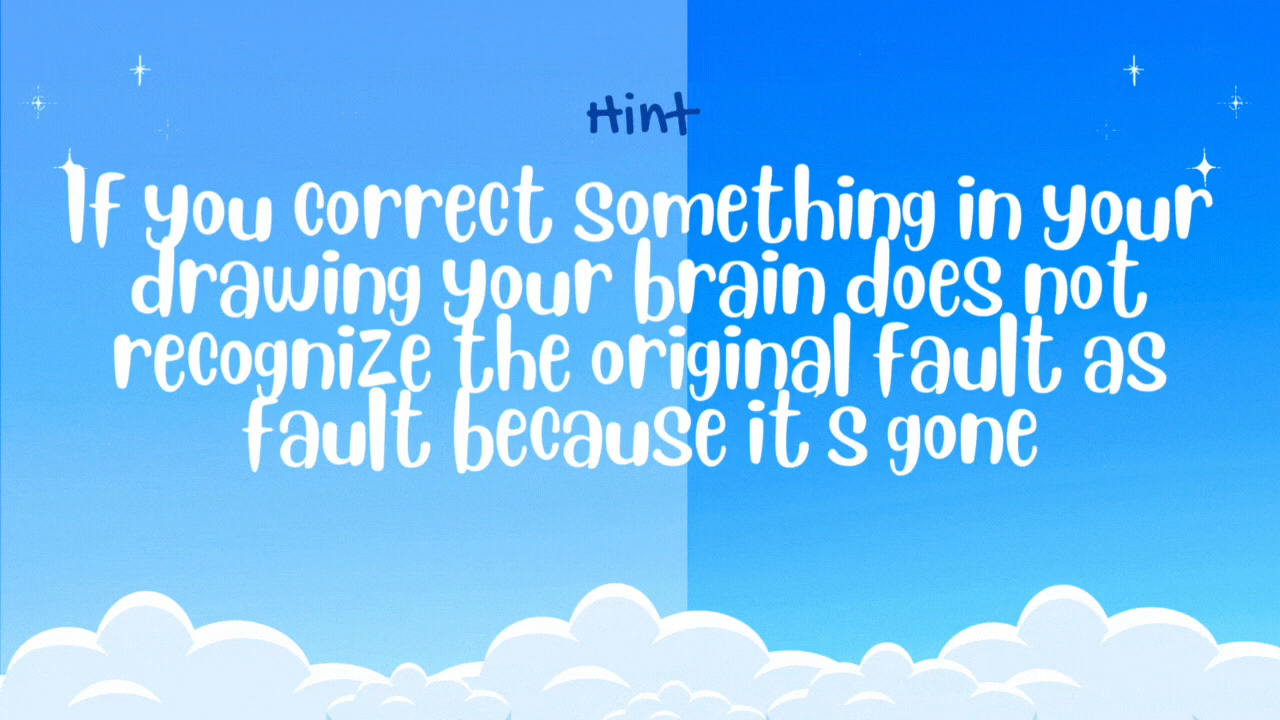 Hint
If you correct something in your
drawing your brain does not
recognize the original fault as
fault because it's gone